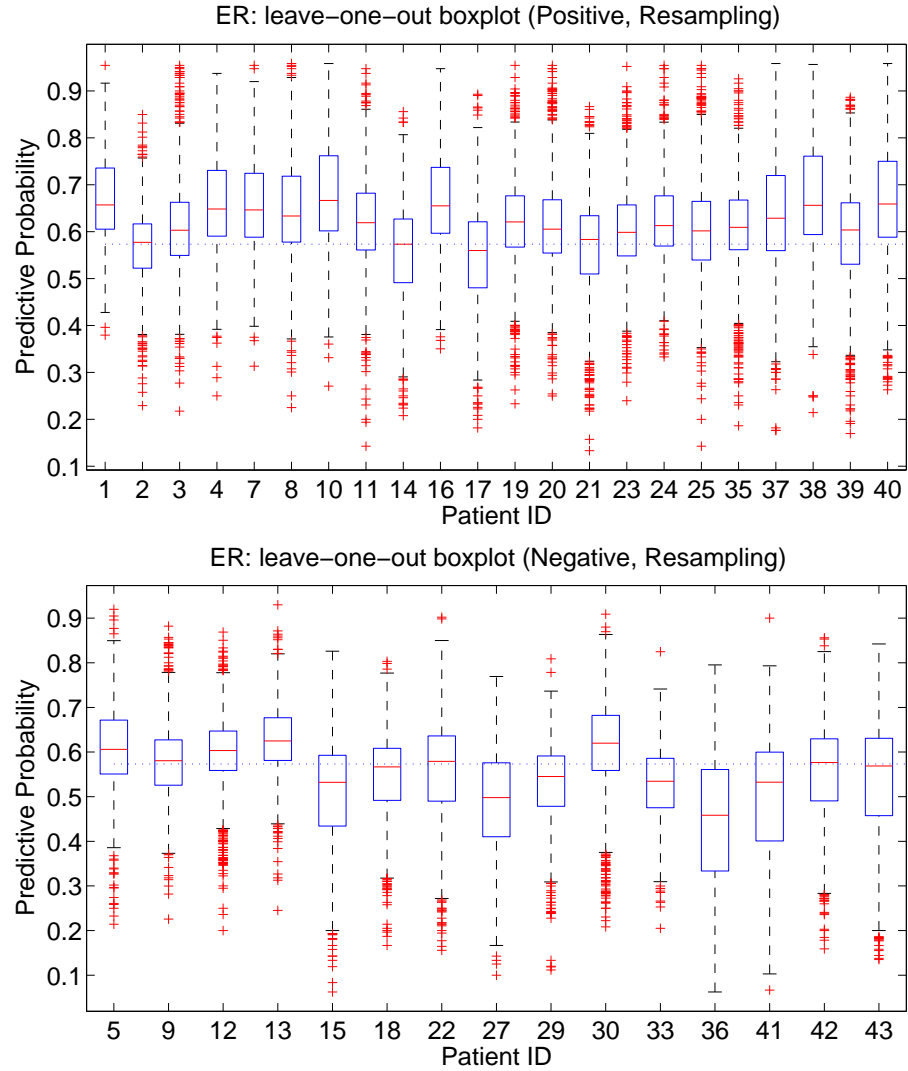 ER: leave−one−out boxplot (Positive, Resampling)
Predictive Probability
0.9
0.8
0.7
0.6
0.5
0.4
0.3
0.2
0.1
1 2 3 4 7 8 10 11 14 16 17 19 20 21 23 24 25 35 37 38 39 40
Patient ID
ER: leave−one−out boxplot (Negative, Resampling)
Predictive Probability
0.9
0.8
0.7
0.6
0.5
0.4
0.3
0.2
0.1
5 9 12 13 15 18 22 27 29 30 33 36 41 42 43
Patient ID